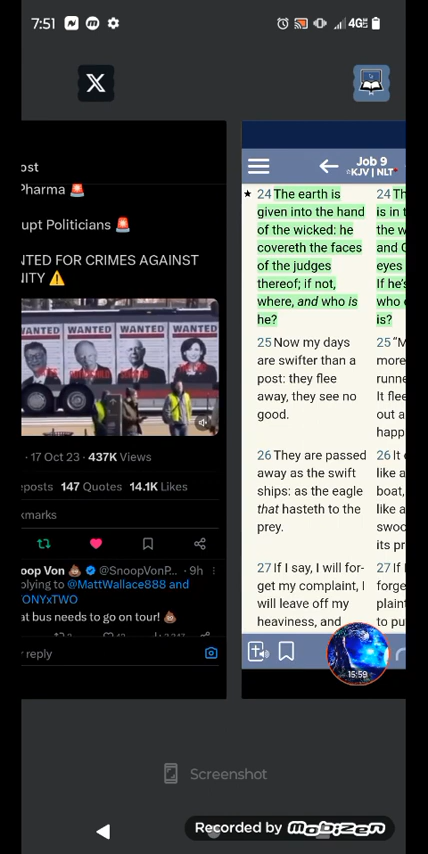 7:51
4G
X
ost
Pharma 🚨
upt Politicians 🚨
NTED FOR CRIMES AGAINST
NITY ⚠️
WANTED WANTED WANTED WANTED
· 17 Oct 23 · 437K Views
eposts 147 Quotes 14.1K Likes
kmarks
oop Von 💩 @SnoopVonP... · 9h
plying to @MattWallace888 and
ONYxTWO
at bus needs to go on tour! 💩
reply
Job 9
☆KJV | NLT
★ 24 The earth is
given into the hand
of the wicked: he
covereth the faces
of the judges
thereof; if not,
where, and who is
he?
25 Now my days
are swifter than a
post: they flee
away, they see no
good.
26 They are passed
away as the swift
ships: as the eagle
that hasteth to the
prey.
27 If I say, I will for-
get my complaint, I
will leave off my
heaviness, and
24 Th
is in t
the w
and G
eyes
If he's
who e
is?
25 “M
more
runne
It flee
out a
happ
26 It
like a
boat,
like a
swoo
its pr
27 If
forge
plaint
to pu
15:59
Screenshot
Recorded by Mobizen